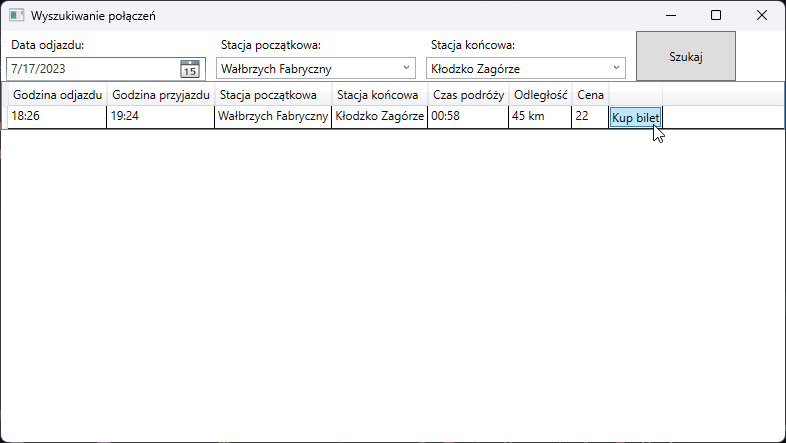 Wyszukiwanie połączeń
Data odjazdu: Stacja początkowa: Stacja końcowa:
7/17/2023 15 Wałbrzych Fabryczny Kłodzko Zagórze Szukaj
Godzina odjazdu Godzina przyjazdu Stacja początkowa Stacja końcowa Czas podróży Odległość Cena
18:26 19:24 Wałbrzych Fabryczny Kłodzko Zagórze 00:58 45 km 22 Kup bilet